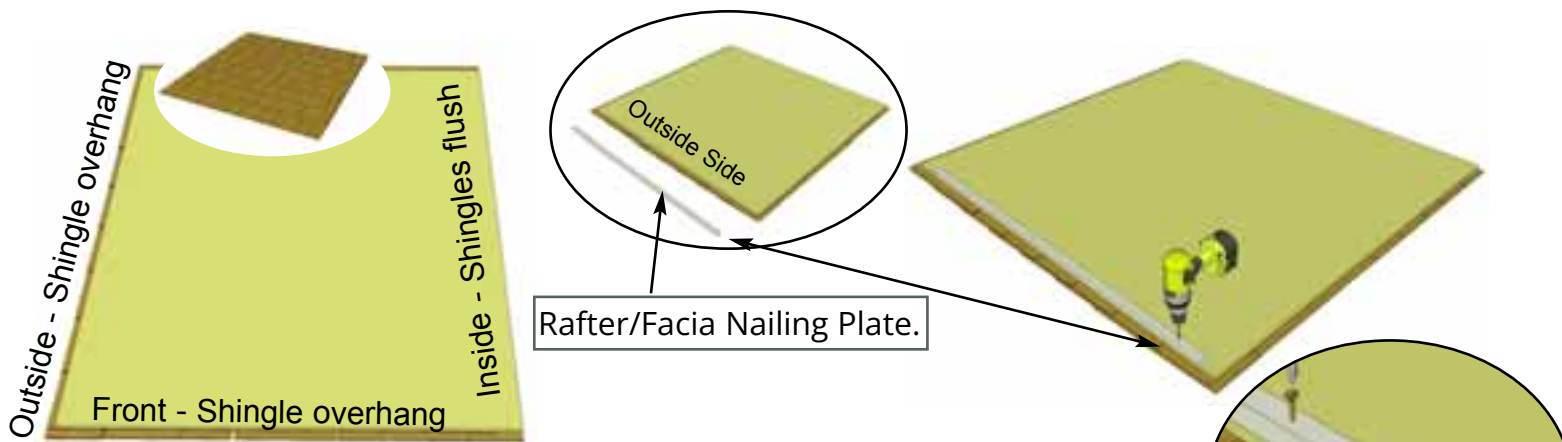 Outside - Shingle overhang
Inside - Shingles flush
Front - Shingle overhang
Outside Side
Rafter/Facia Nailing Plate.